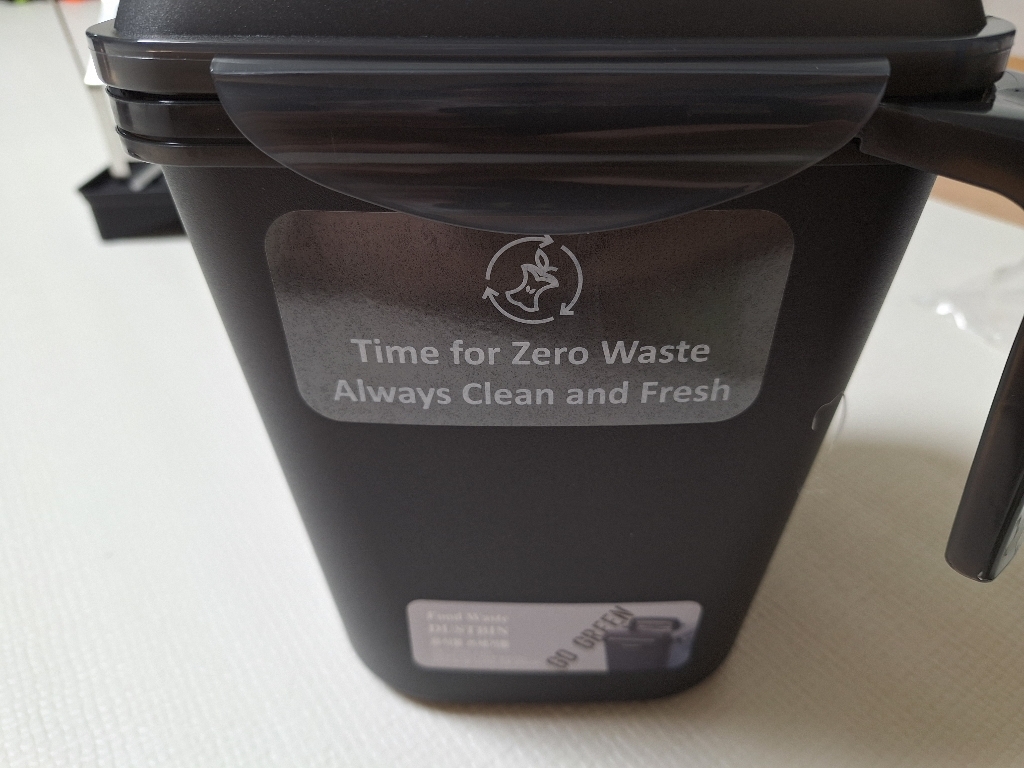 Time for Zero Waste
Always Clean and Fresh
Food Waste
DUSTBIN
GO GREEN